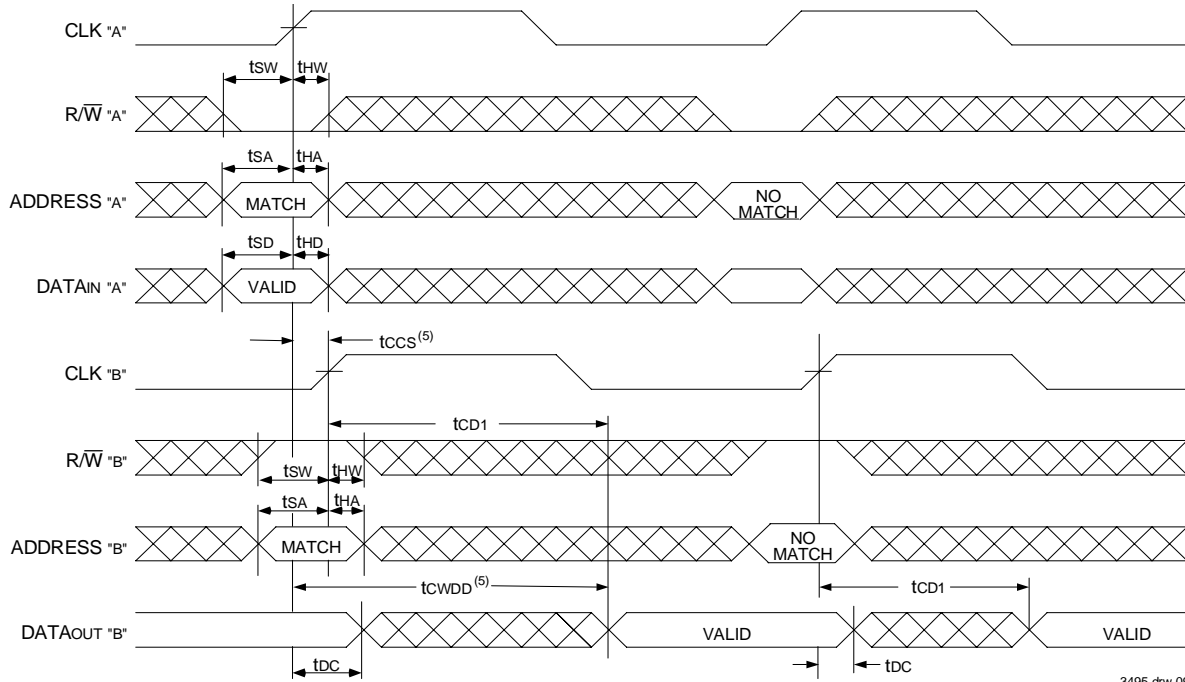 CLK "A"
tSW tHW
R/W̅ "A"
tSA tHA
ADDRESS "A" MATCH NO MATCH
tSD tHD
DATAIN "A" VALID
tCCS(5)
CLK "B"
tCD1
R/W̅ "B"
tSW tHW
tSA tHA
ADDRESS "B" MATCH NO MATCH
tCWDD(5) tCD1
DATAOUT "B" VALID VALID
tDC tDC